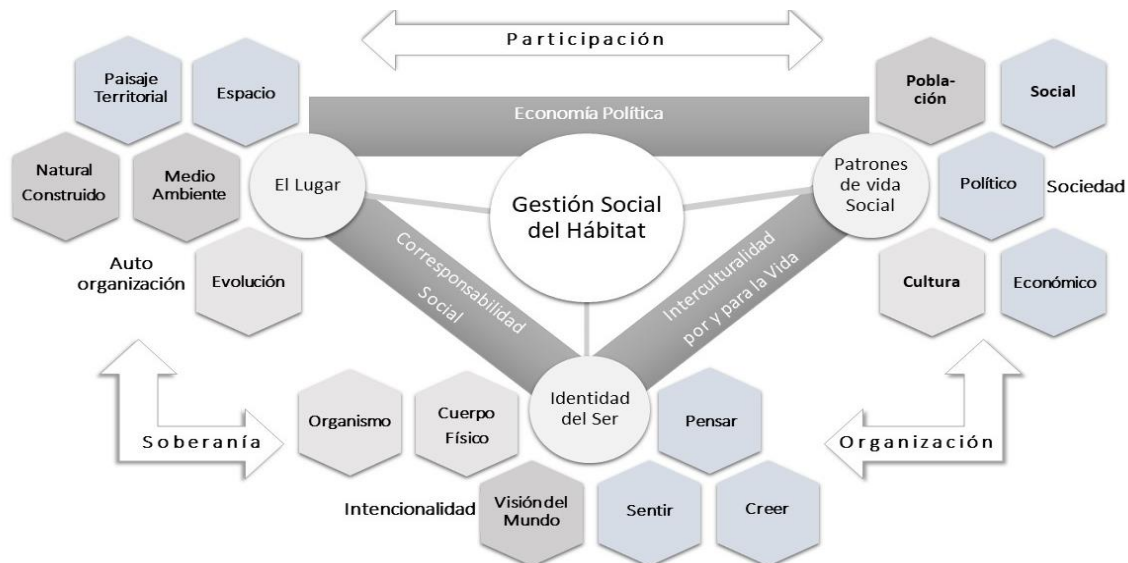 Participación
Paisaje
Territorial
Espacio
Natural
Construido
Medio
Ambiente
Auto
organización
Evolución
El Lugar
Economía Política
Gestión Social
del Hábitat
Patrones
de vida
Social
Pobla-
ción
Social
Político
Sociedad
Cultura
Económico
Corresponsabilidad
Social
Interculturalidad
por y para la Vida
Identidad
del Ser
Soberanía
Organización
Organismo
Cuerpo
Físico
Pensar
Intencionalidad
Visión del
Mundo
Sentir
Creer